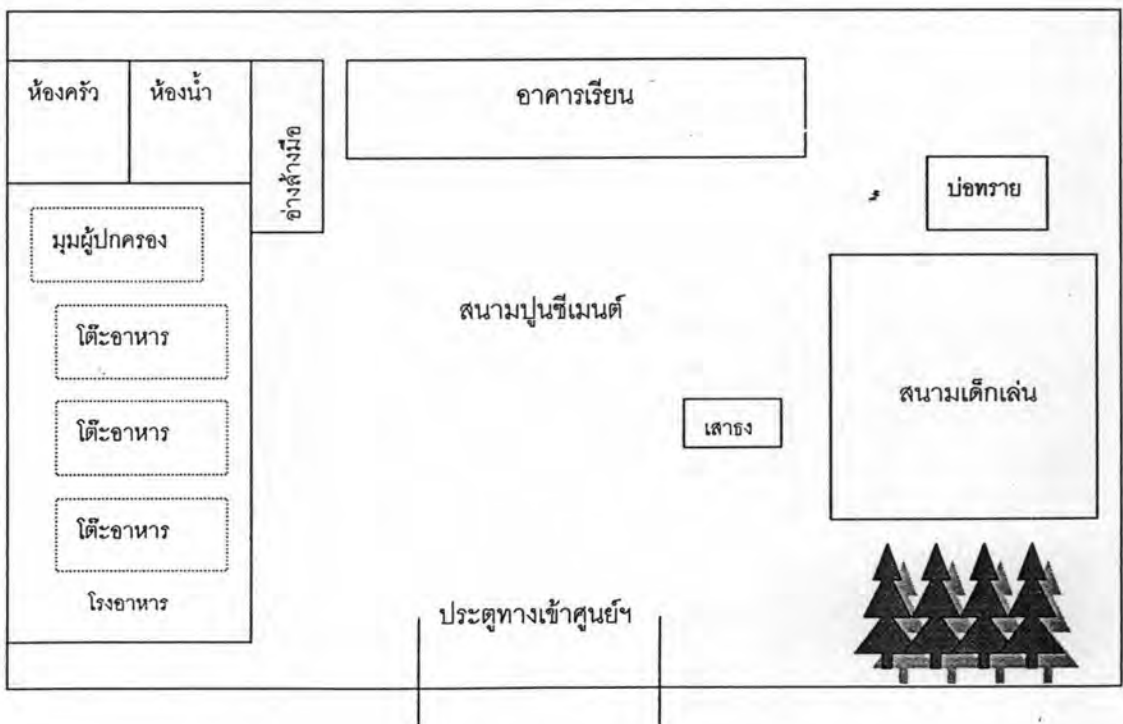 ห้องครัว
ห้องน้ำ
อ่างล้างมือ
อาคารเรียน
บ่อทราย
มุมผู้ปกครอง
โต๊ะอาหาร
โต๊ะอาหาร
โต๊ะอาหาร
โรงอาหาร
สนามปูนซีเมนต์
เสาธง
สนามเด็กเล่น
ประตูทางเข้าศูนย์ฯ